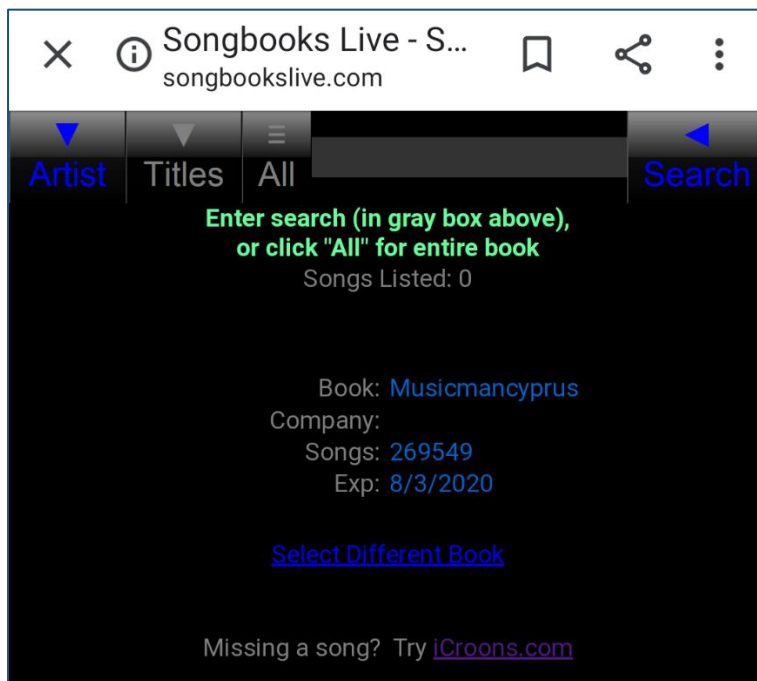 Songbooks Live - S...
songbookslive.com
Artist Titles All Search
Enter search (in gray box above),
or click "All" for entire book
Songs Listed: 0
Book: Musicmancyprus
Company:
Songs: 269549
Exp: 8/3/2020
Select Different Book
Missing a song? Try iCroons.com